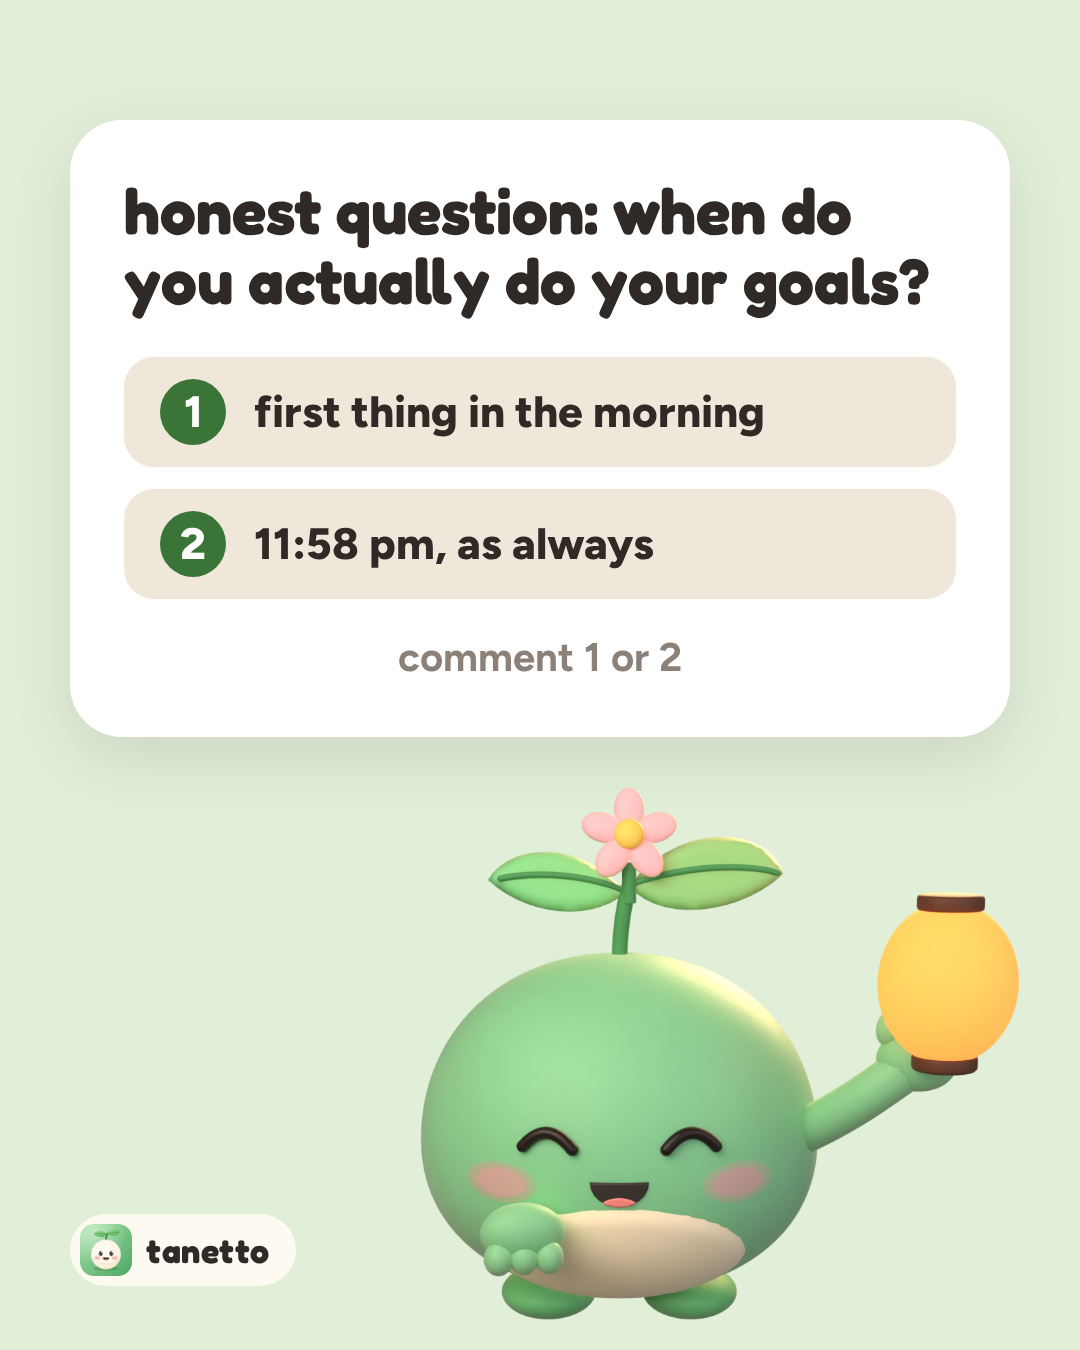 honest question: when do
you actually do your goals?
1 first thing in the morning
2 11:58 pm, as always
comment 1 or 2
tanetto